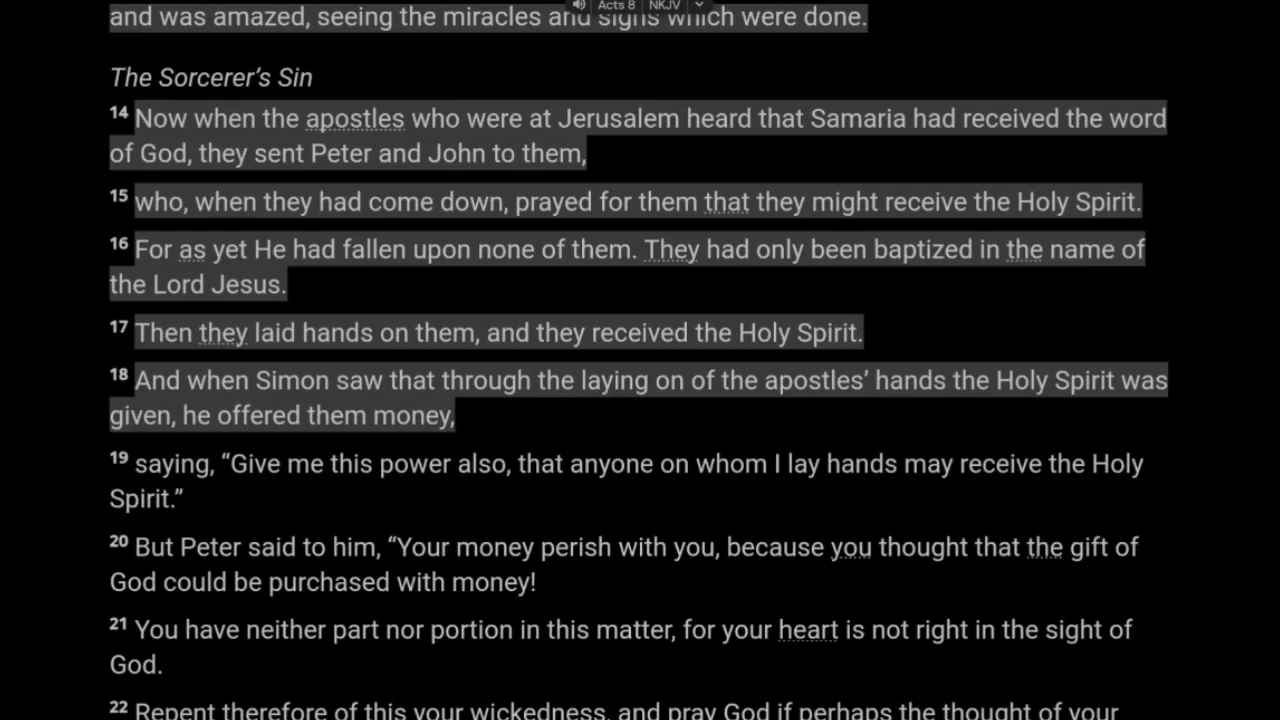 Acts 8 NKJV
and was amazed, seeing the miracles and signs which were done.
The Sorcerer’s Sin
14 Now when the apostles who were at Jerusalem heard that Samaria had received the word
of God, they sent Peter and John to them,
15 who, when they had come down, prayed for them that they might receive the Holy Spirit.
16 For as yet He had fallen upon none of them. They had only been baptized in the name of
the Lord Jesus.
17 Then they laid hands on them, and they received the Holy Spirit.
18 And when Simon saw that through the laying on of the apostles’ hands the Holy Spirit was
given, he offered them money,
19 saying, “Give me this power also, that anyone on whom I lay hands may receive the Holy
Spirit.”
20 But Peter said to him, “Your money perish with you, because you thought that the gift of
God could be purchased with money!
21 You have neither part nor portion in this matter, for your heart is not right in the sight of
God.
22 Repent therefore of this your wickedness, and pray God if perhaps the thought of your